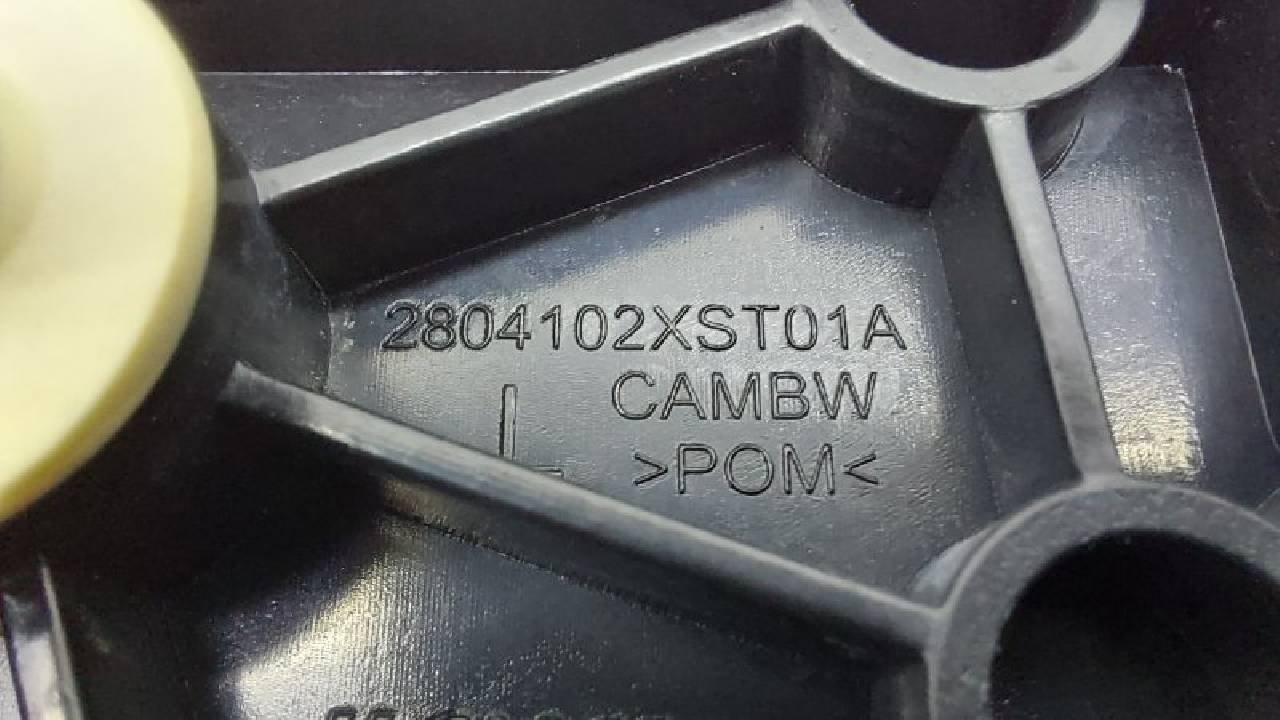 2804102XST01A
CAMBW
L
>POM<